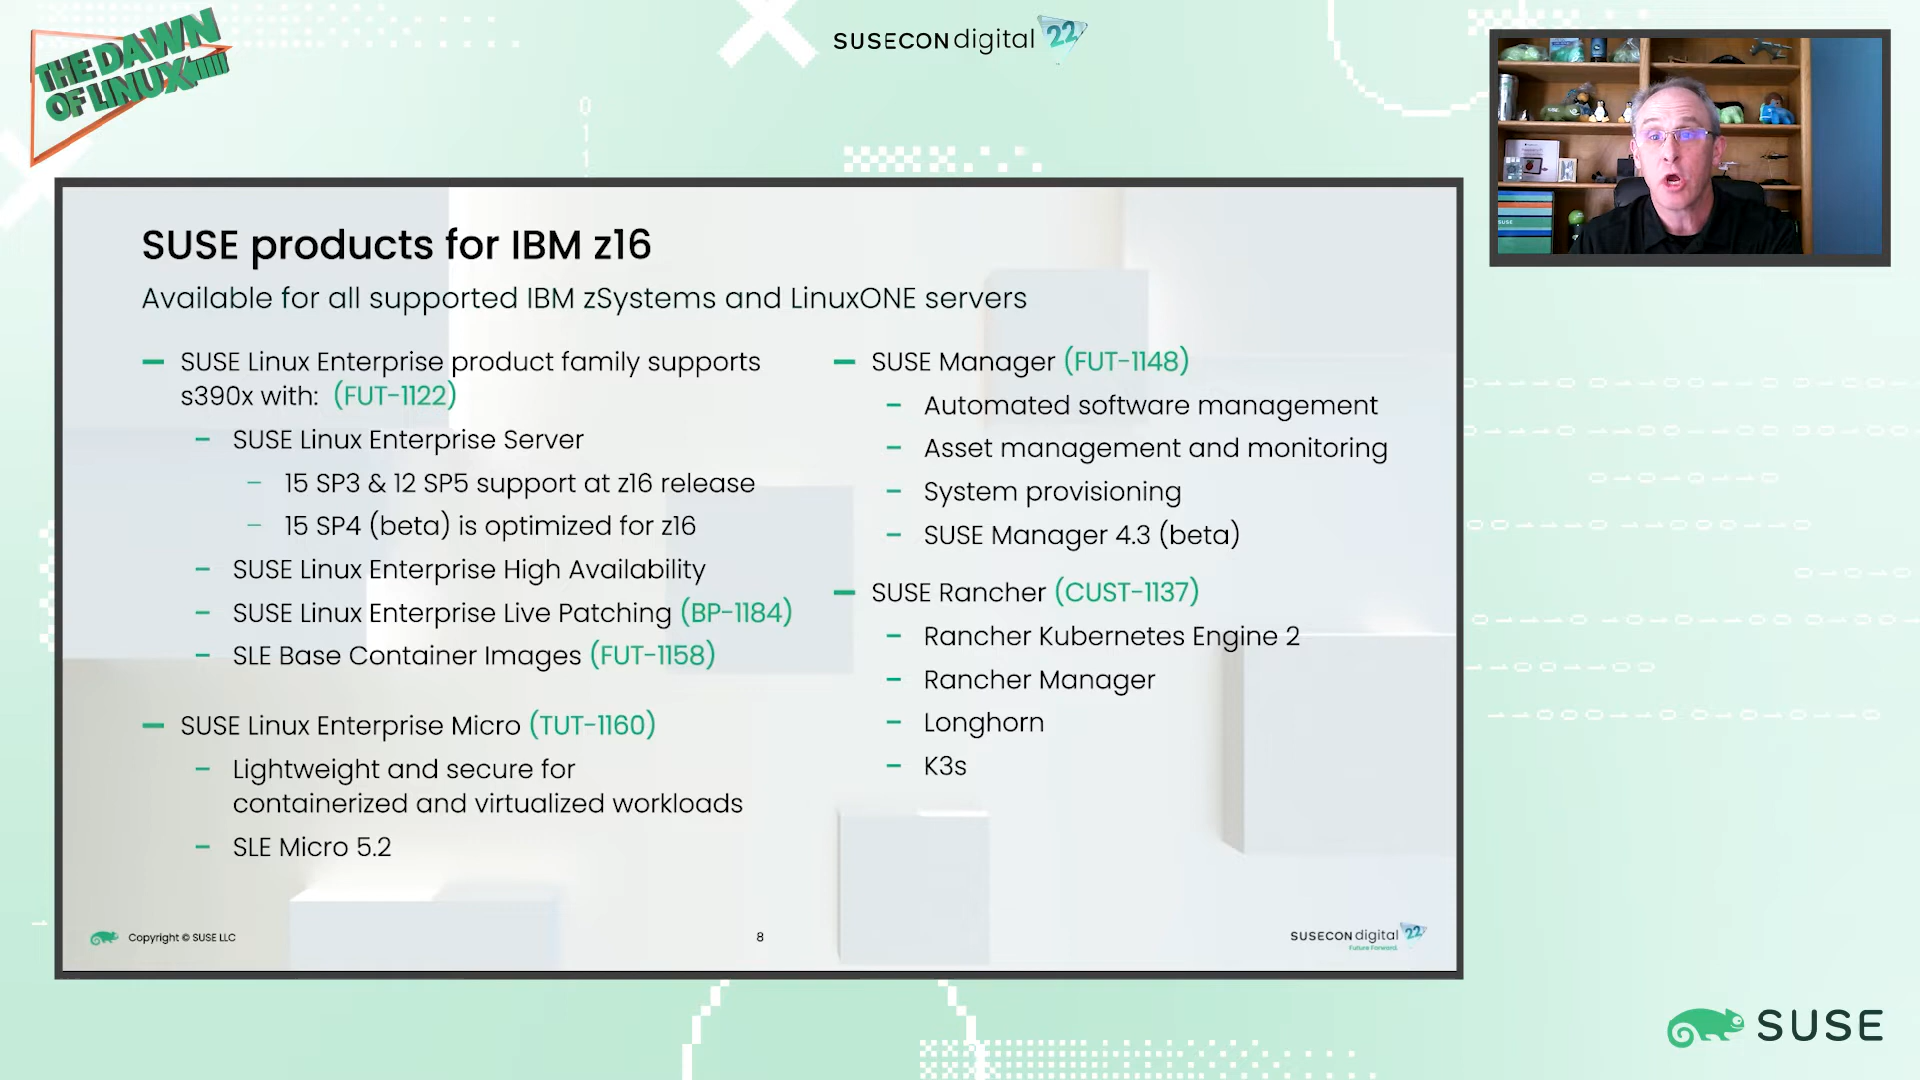 THE DAWN
OF LINUX
SUSECON digital 22
SUSE products for IBM z16
Available for all supported IBM zSystems and LinuxONE servers
SUSE Linux Enterprise product family supports
s390x with: (FUT-1122)
– SUSE Linux Enterprise Server
– 15 SP3 & 12 SP5 support at z16 release
– 15 SP4 (beta) is optimized for z16
– SUSE Linux Enterprise High Availability
– SUSE Linux Enterprise Live Patching (BP-1184)
– SLE Base Container Images (FUT-1158)
SUSE Linux Enterprise Micro (TUT-1160)
– Lightweight and secure for
containerized and virtualized workloads
– SLE Micro 5.2
SUSE Manager (FUT-1148)
– Automated software management
– Asset management and monitoring
– System provisioning
– SUSE Manager 4.3 (beta)
SUSE Rancher (CUST-1137)
– Rancher Kubernetes Engine 2
– Rancher Manager
– Longhorn
– K3s
Copyright © SUSE LLC
8
SUSECON digital 22
Future Forward.
SUSE